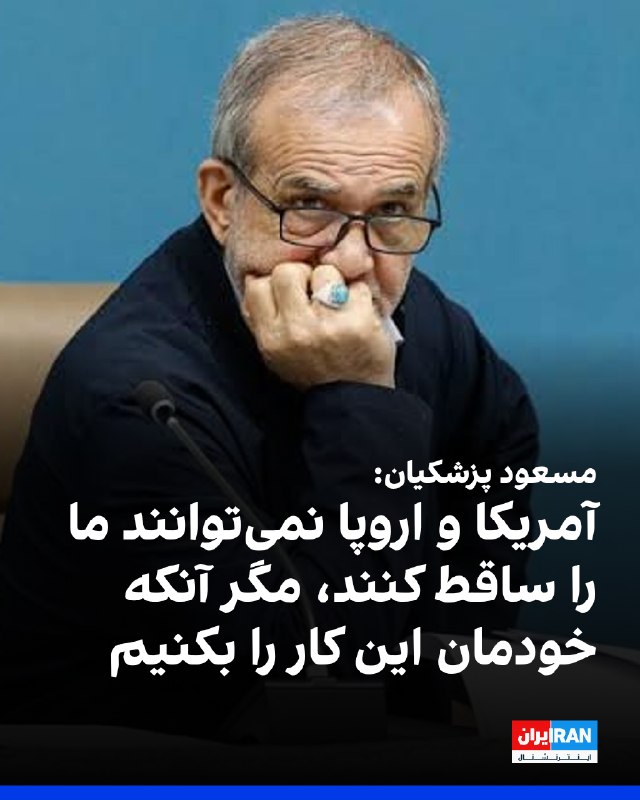 مسعود پزشکیان:
آمریکا و اروپا نمی‌توانند ما
را ساقط کنند، مگر آنکه
خودمان این کار را بکنیم
ایران IRAN
اینترنشنال